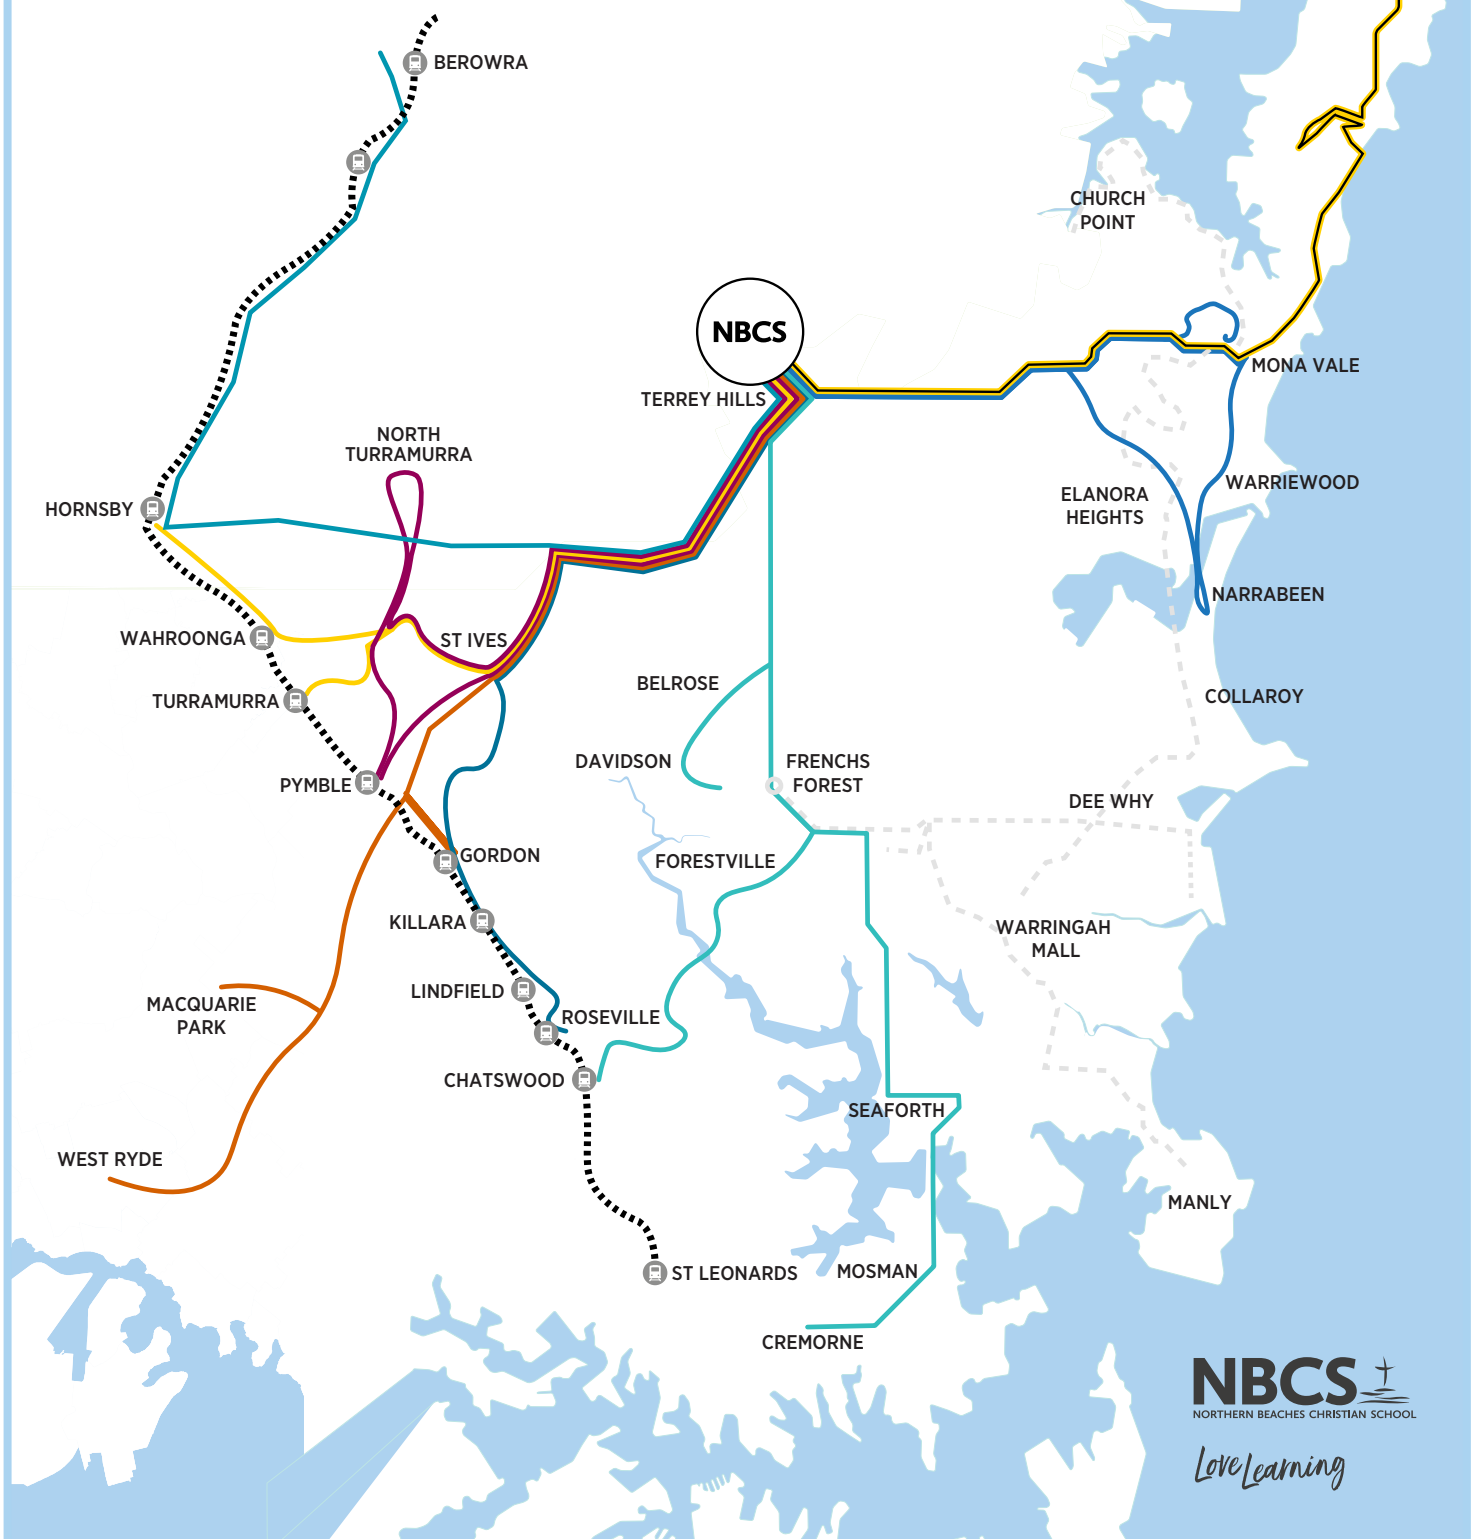 BEROWRA
CHURCH
POINT
NBCS
MONA VALE
TERREY HILLS
NORTH
TURRAMURRA
WARRIEWOOD
ELANORA
HEIGHTS
HORNSBY
NARRABEEN
WAHROONGA
ST IVES
BELROSE
COLLAROY
TURRAMURRA
DAVIDSON
FRENCHS
FOREST
PYMBLE
DEE WHY
GORDON
FORESTVILLE
KILLARA
WARRINGAH
MALL
LINDFIELD
MACQUARIE
PARK
ROSEVILLE
CHATSWOOD
SEAFORTH
WEST RYDE
MANLY
ST LEONARDS
MOSMAN
CREMORNE
NBCS
NORTHERN BEACHES CHRISTIAN SCHOOL
Love Learning